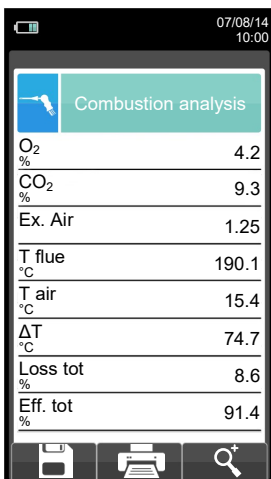 07/08/14
10:00
Combustion analysis
O₂
% 4.2
CO₂
% 9.3
Ex. Air 1.25
T flue
°C 190.1
T air
°C 15.4
ΔT
°C 74.7
Loss tot
% 8.6
Eff. tot
% 91.4